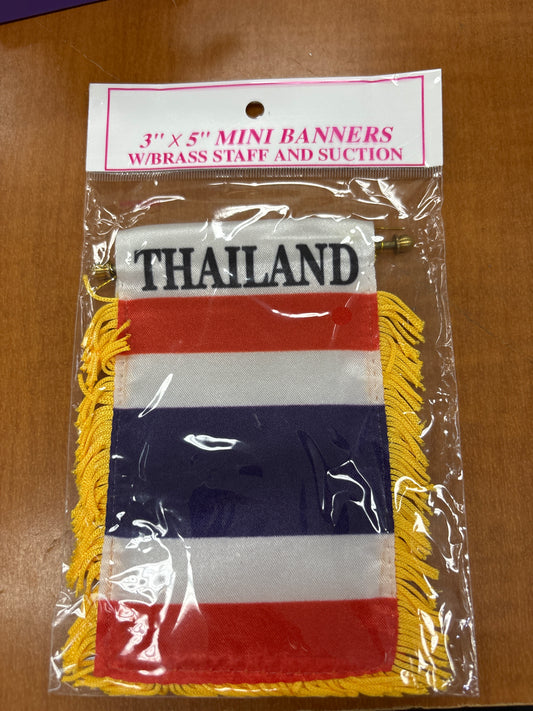 3" X 5" MINI BANNERS
W/BRASS STAFF AND SUCTION
THAILAND